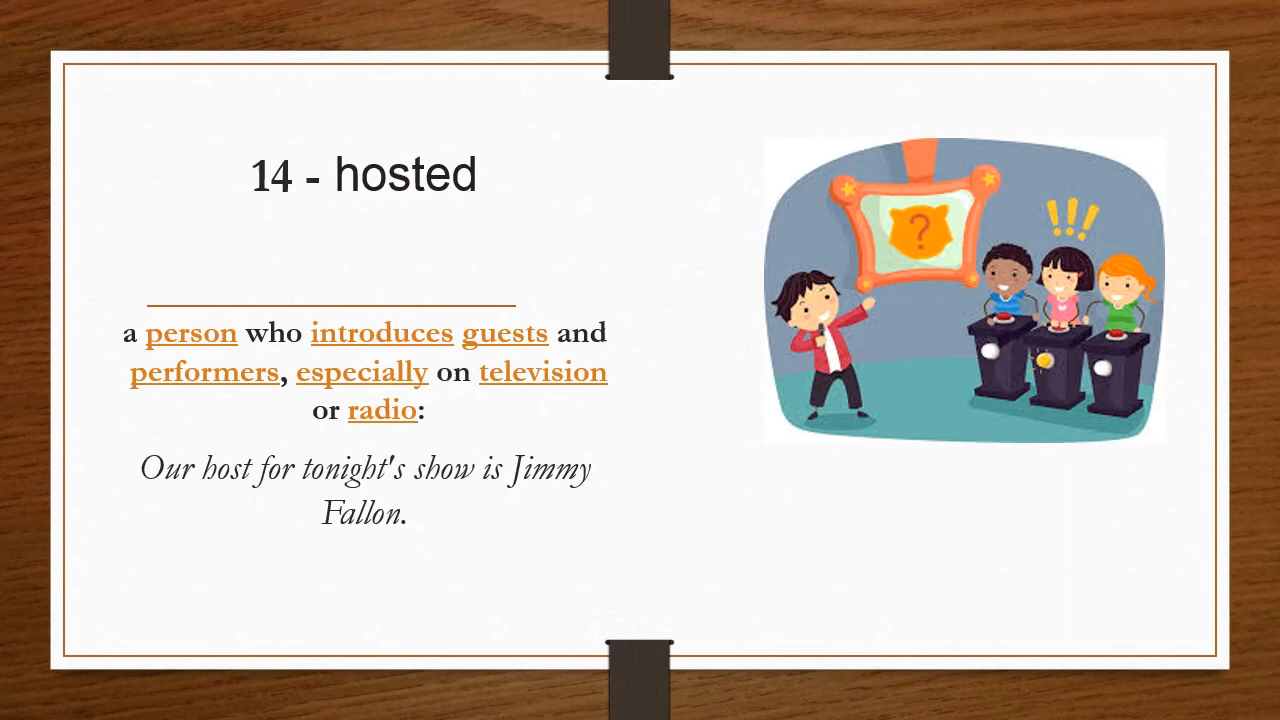 14 - hosted
a person who introduces guests and
performers, especially on television
or radio:
Our host for tonight's show is Jimmy
Fallon.
?
!!!